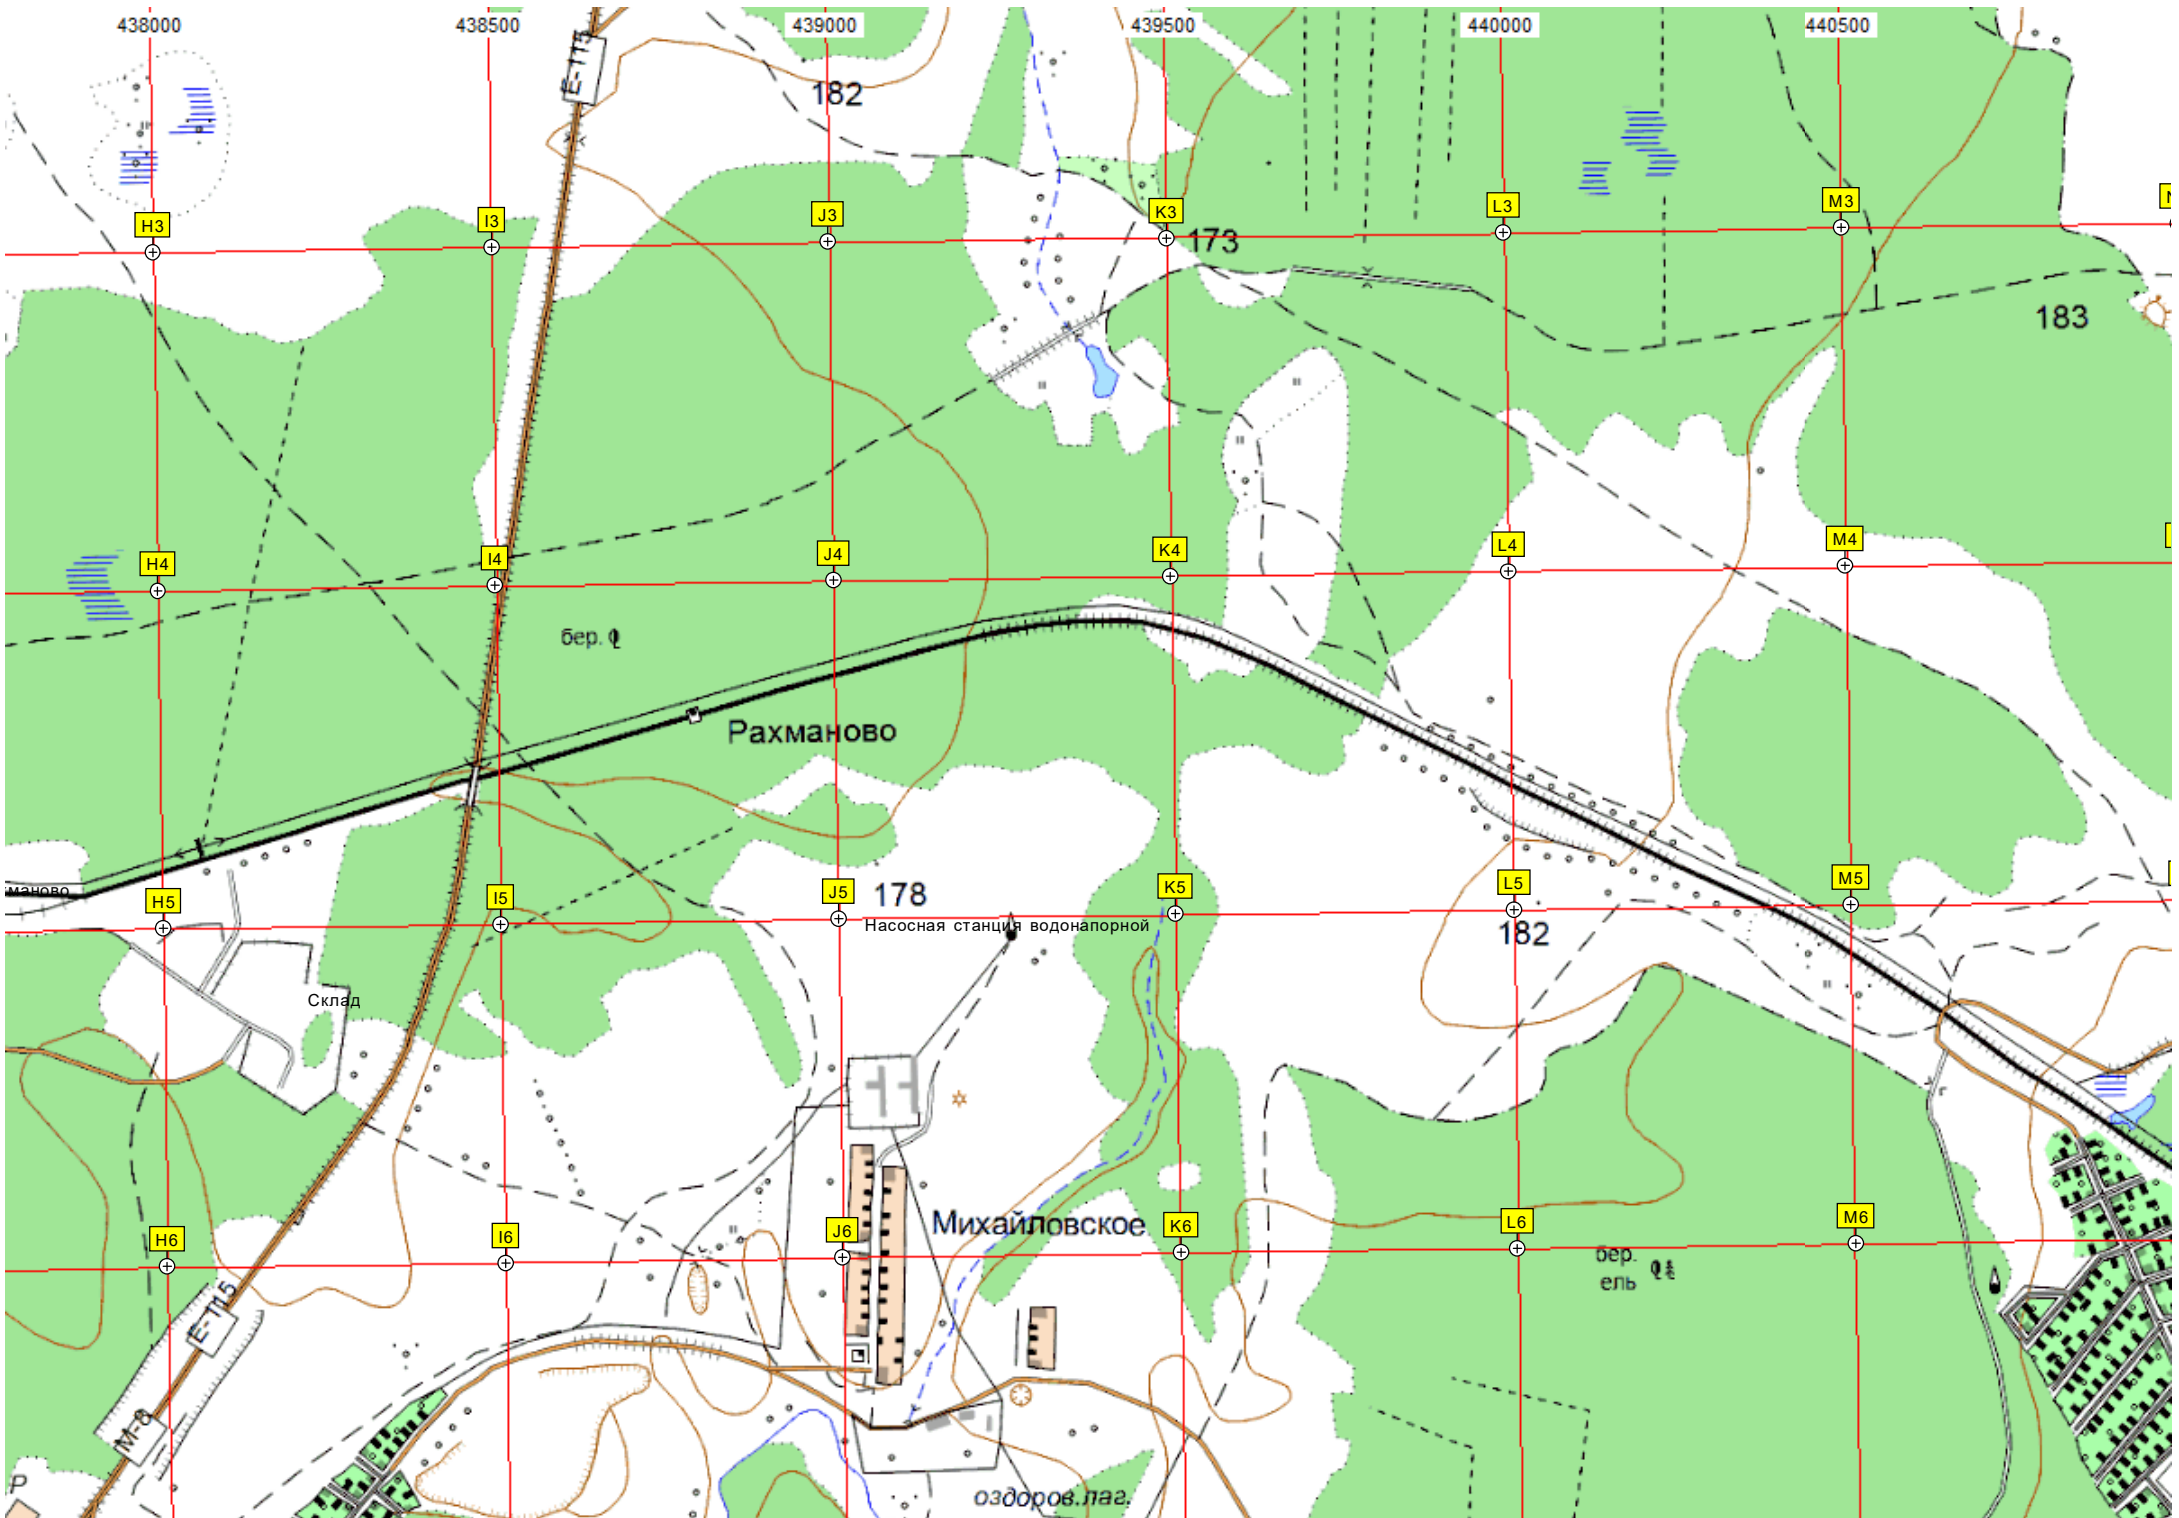 438000 438500 439000 439500 440000 440500
E-115
182
H3 I3 J3 K3 L3 M3
173
183
H4 I4 J4 K4 L4 M4
бер.
Рахманово
маново
H5 I5 J5 K5 L5 M5
178
Насосная станция водонапорной
182
Склад
H6 I6 J6 K6 L6 M6
Михайловское
бер.
ель
E-115
М-8
Р
оздоров.лаг.